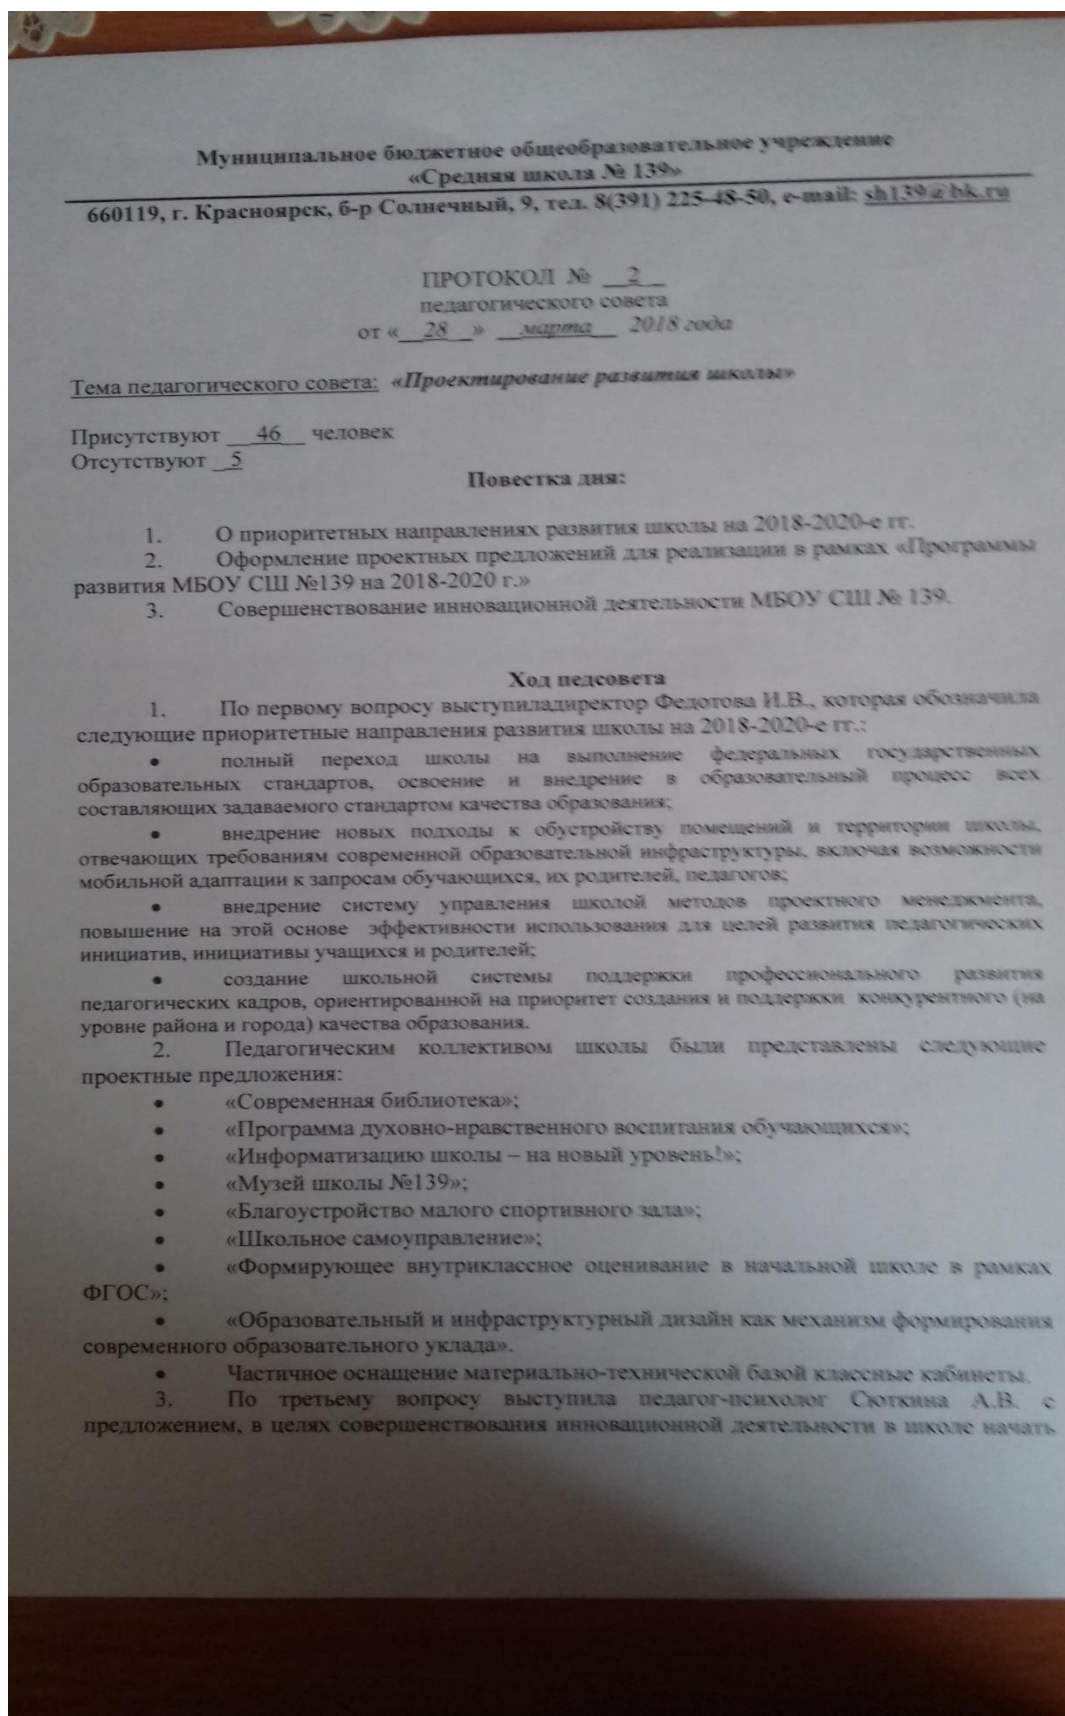 Муниципальное бюджетное общеобразовательное учреждение
«Средняя школа № 139»
660119, г. Красноярск, б-р Солнечный, 9, тел. 8(391) 225-48-50, e-mail: sh139@bk.ru
ПРОТОКОЛ № __2__
педагогического совета
от «__28__» __марта__ 2018 года
Тема педагогического совета: «Проектирование развития школы»
Присутствуют __46__ человек
Отсутствуют _5
Повестка дня:
1. О приоритетных направлениях развития школы на 2018-2020-е гг.
2. Оформление проектных предложений для реализации в рамках «Программы
развития МБОУ СШ №139 на 2018-2020 г.»
3. Совершенствование инновационной деятельности МБОУ СШ № 139.
Ход педсовета
1. По первому вопросу выступиладиректор Федотова И.В., которая обозначила
следующие приоритетные направления развития школы на 2018-2020-е гг.:
• полный переход школы на выполнение федеральных государственных
образовательных стандартов, освоение и внедрение в образовательный процесс всех
составляющих задаваемого стандартом качества образования;
• внедрение новых подходы к обустройству помещений и территории школы,
отвечающих требованиям современной образовательной инфраструктуры, включая возможности
мобильной адаптации к запросам обучающихся, их родителей, педагогов;
• внедрение систему управления школой методов проектного менеджмента,
повышение на этой основе эффективности использования для целей развития педагогических
инициатив, инициативы учащихся и родителей;
• создание школьной системы поддержки профессионального развития
педагогических кадров, ориентированной на приоритет создания и поддержки конкурентного (на
уровне района и города) качества образования.
2. Педагогическим коллективом школы были представлены следующие
проектные предложения:
• «Современная библиотека»;
• «Программа духовно-нравственного воспитания обучающихся»;
• «Информатизацию школы – на новый уровень!»;
• «Музей школы №139»;
• «Благоустройство малого спортивного зала»;
• «Школьное самоуправление»;
• «Формирующее внутриклассное оценивание в начальной школе в рамках
ФГОС»;
• «Образовательный и инфраструктурный дизайн как механизм формирования
современного образовательного уклада».
• Частичное оснащение материально-технической базой классные кабинеты.
3. По третьему вопросу выступила педагог-психолог Сюткина А.В. с
предложением, в целях совершенствования инновационной деятельности в школе начать